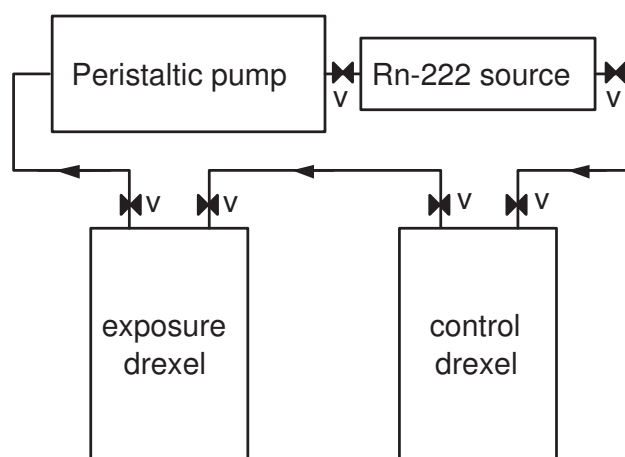 Peristaltic pump
Rn-222 source
v
v
v
v
v
v
exposure
drexel
control
drexel